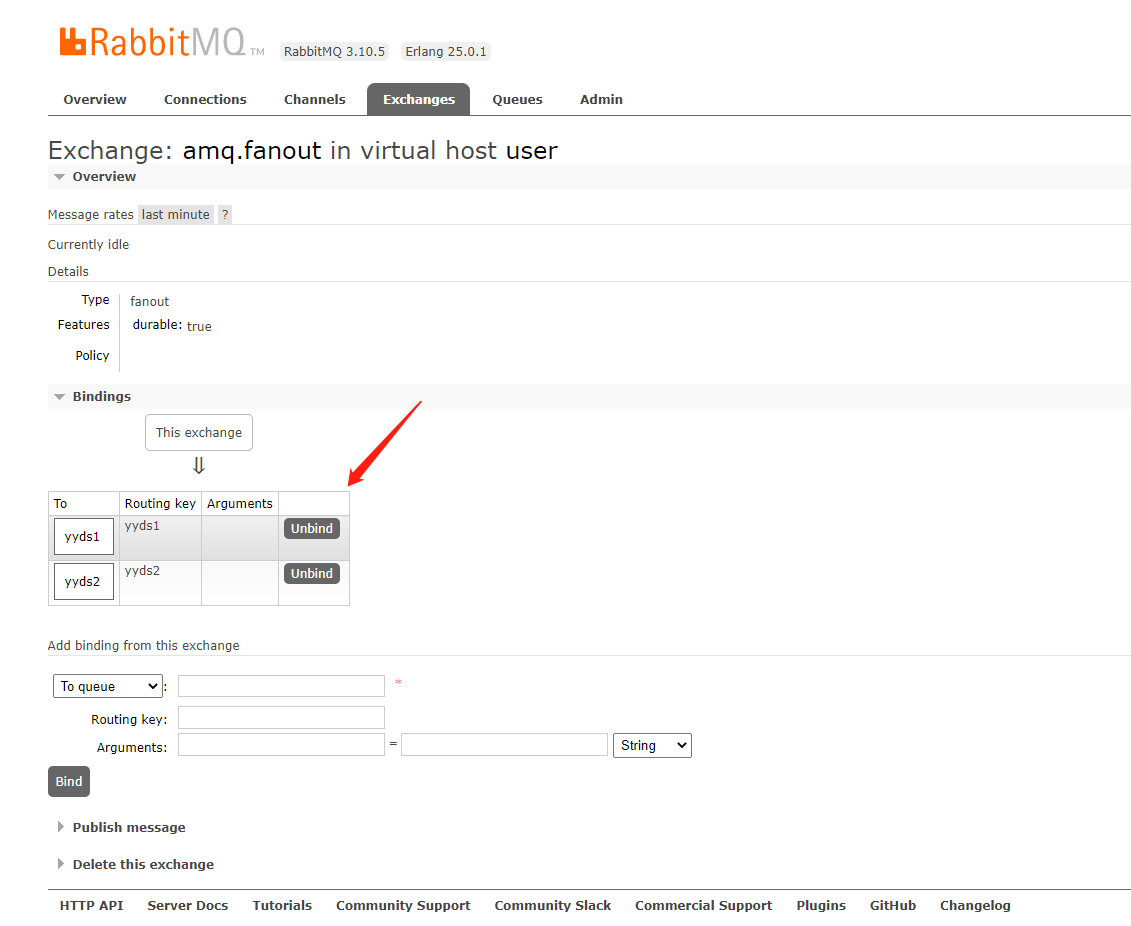 RabbitMQ TM RabbitMQ 3.10.5 Erlang 25.0.1
Overview Connections Channels Exchanges Queues Admin
Exchange: amq.fanout in virtual host user
Overview
Message rates last minute ?
Currently idle
Details
Type fanout
Features durable: true
Policy
Bindings
This exchange
⇓
To Routing key Arguments
yyds1 yyds1 Unbind
yyds2 yyds2 Unbind
Add binding from this exchange
To queue : *
Routing key:
Arguments: = String
Bind
Publish message
Delete this exchange
HTTP API Server Docs Tutorials Community Support Community Slack Commercial Support Plugins GitHub Changelog